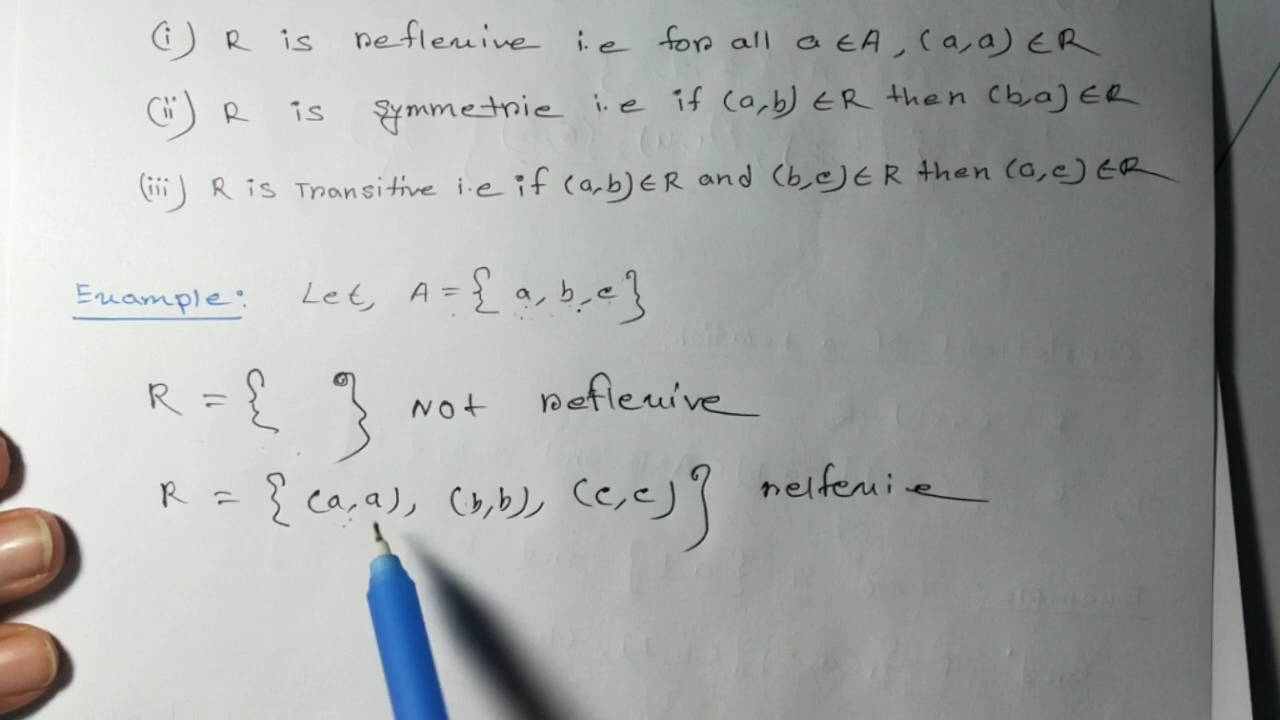 (i) R is reflexive i.e for all a ∈ A, (a,a) ∈ R
(ii) R is symmetric i.e if (a,b) ∈ R then (b,a) ∈ R
(iii) R is Transitive i.e if (a,b) ∈ R and (b,c) ∈ R then (a,c) ∈ R
Example: Let, A = { a, b, c }
R = { } Not reflexive
R = { (a,a), (b,b), (c,c) }